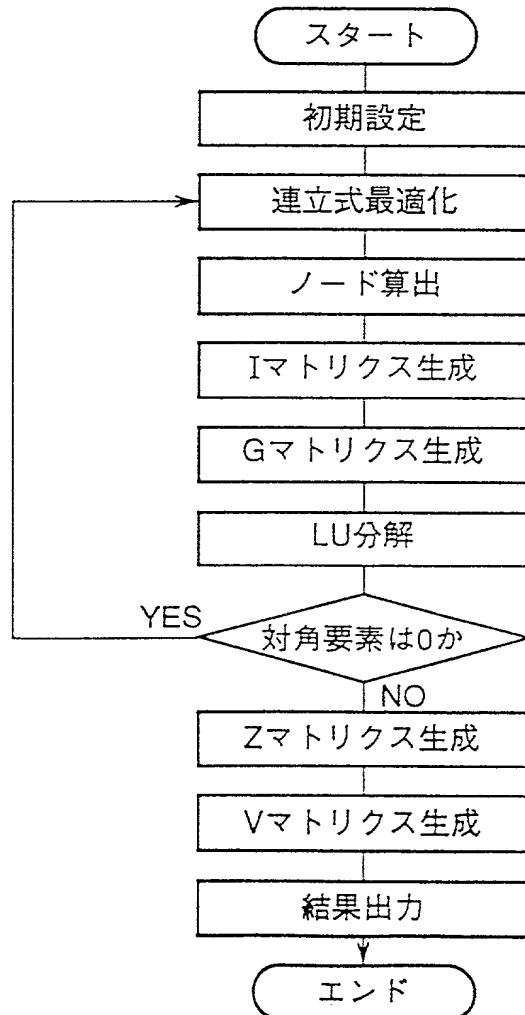 スタート
初期設定
連立式最適化
ノード算出
Iマトリクス生成
Gマトリクス生成
LU分解
YES
対角要素は0か
NO
Zマトリクス生成
Vマトリクス生成
結果出力
エンド